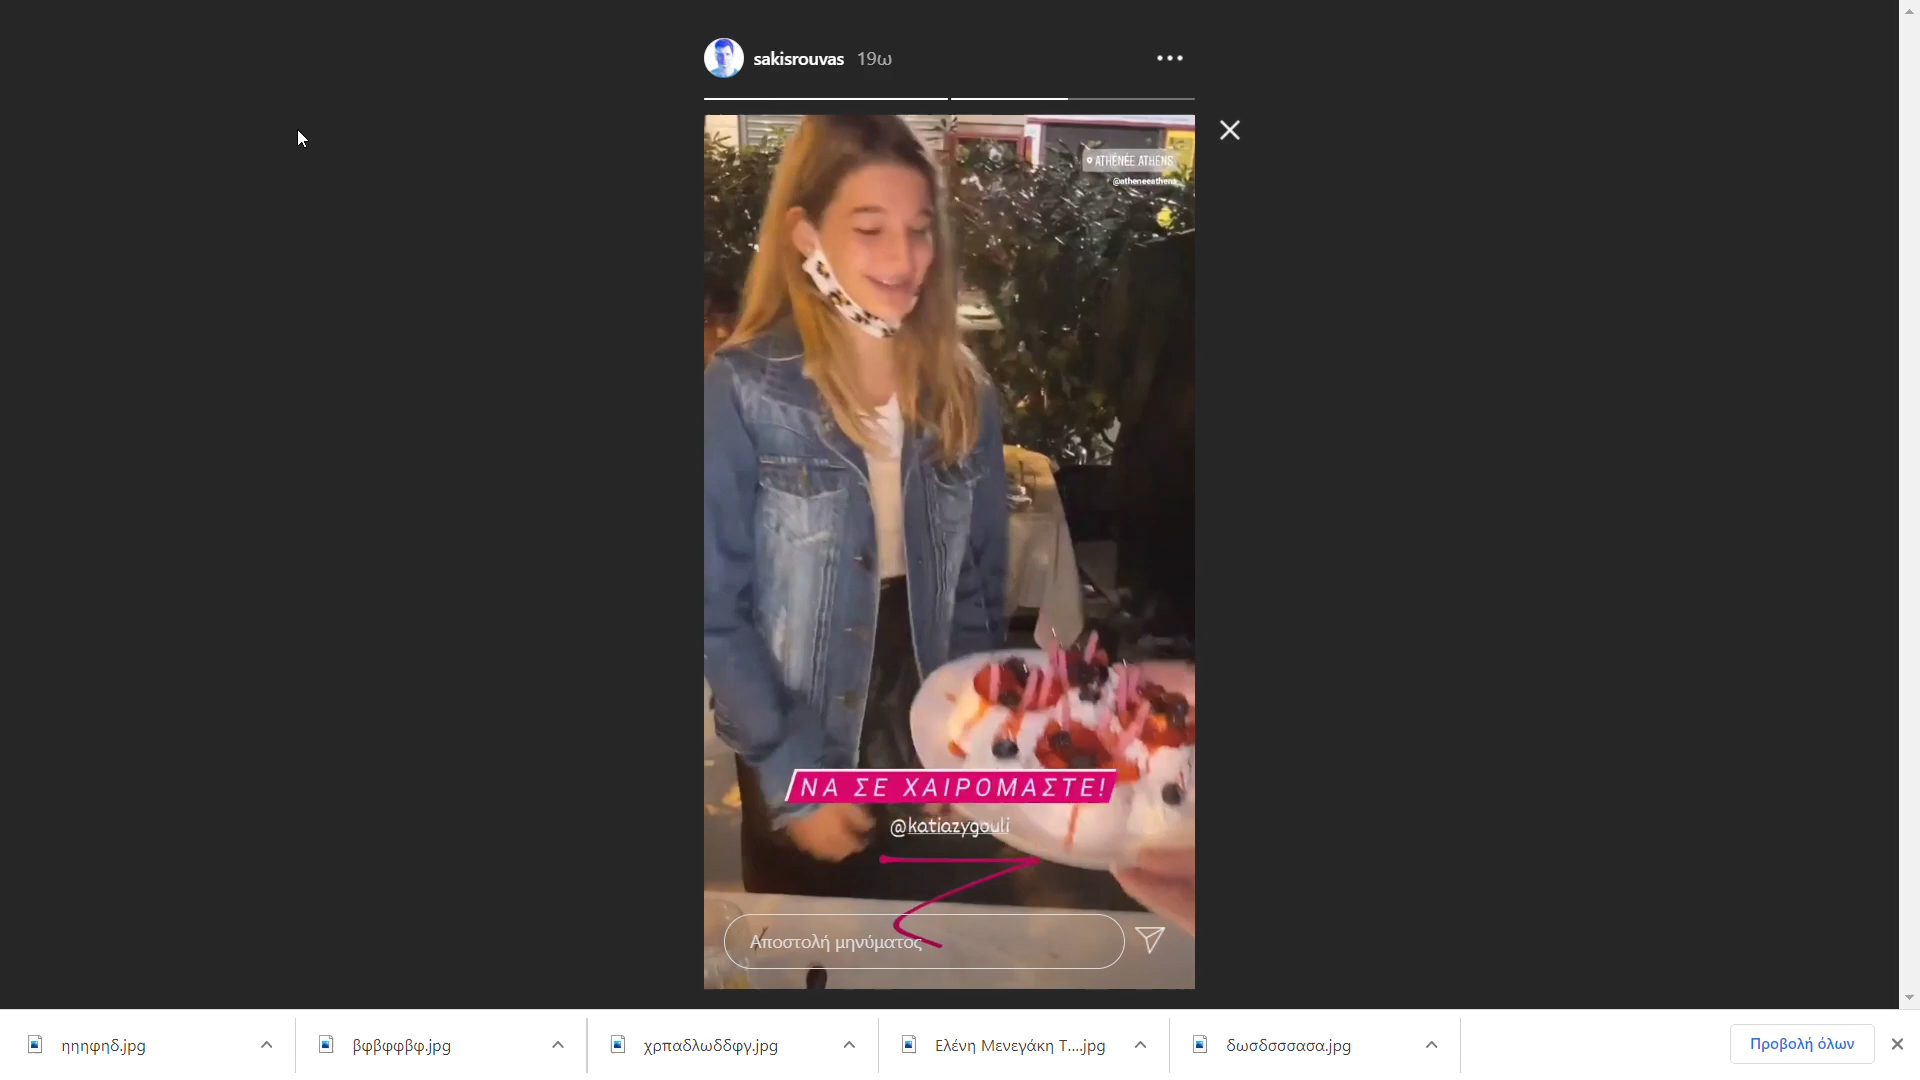 sakisrouvas 19ω
ATHÉNÉE ATHENS
@atheneeathens
ΝΑ ΣΕ ΧΑΙΡΟΜΑΣΤΕ!
@katiazygouli
Αποστολή μηνύματος
ηηηφηδ.jpg
βφβφφβφ.jpg
χρπαδλωδδφγ.jpg
Ελένη Μενεγάκη Τ....jpg
δωσδσσσασα.jpg
Προβολή όλων